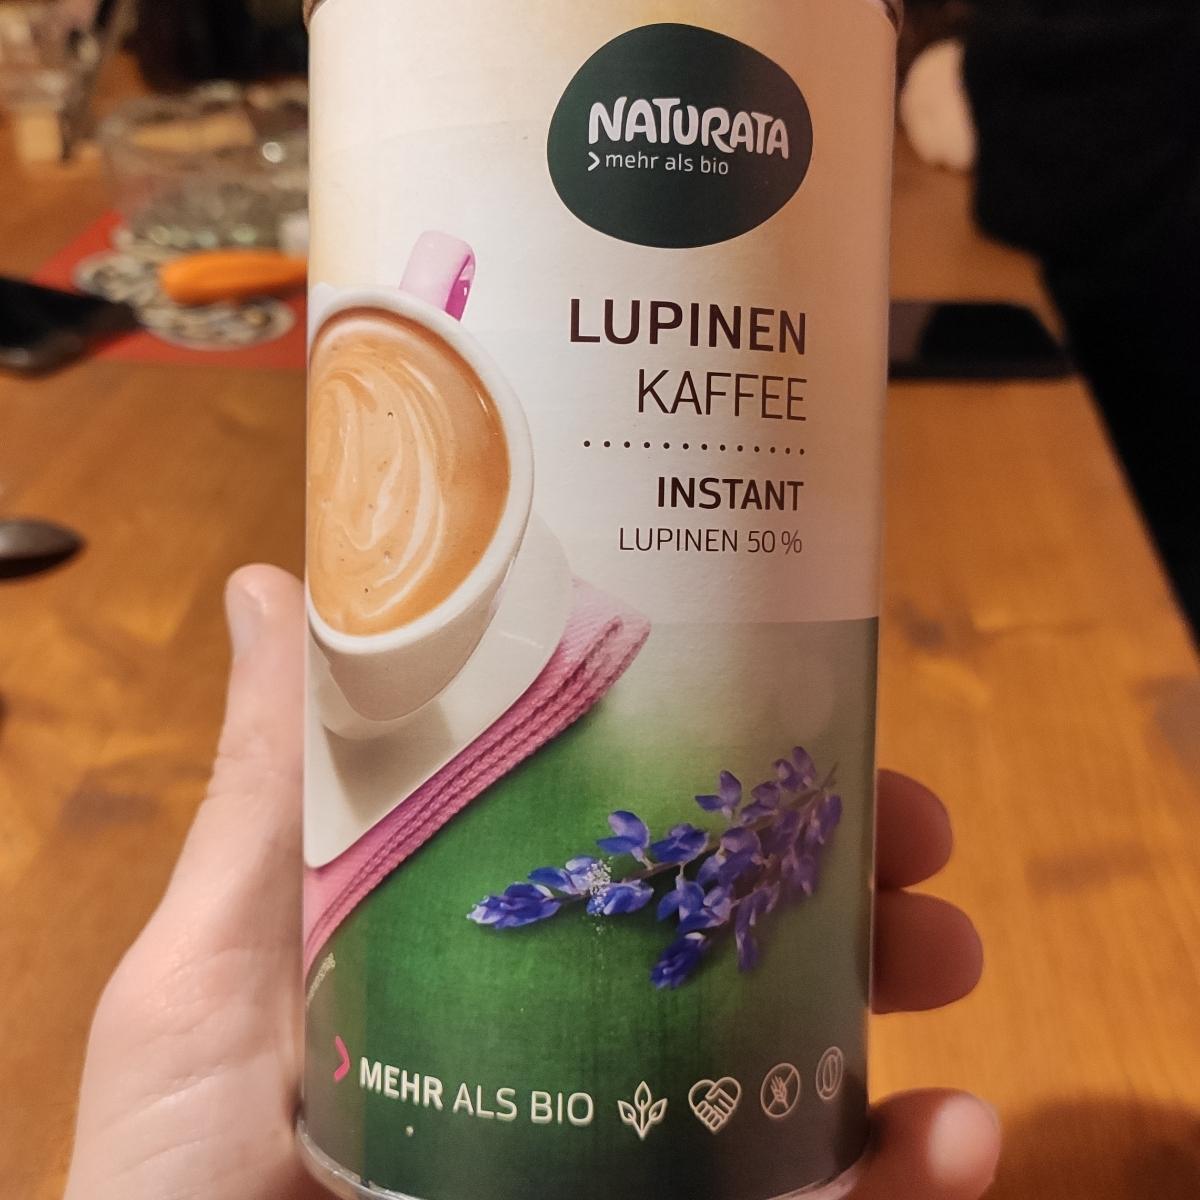 NATURATA
mehr als bio
LUPINEN
KAFFEE
INSTANT
LUPINEN 50 %
MEHR ALS BIO